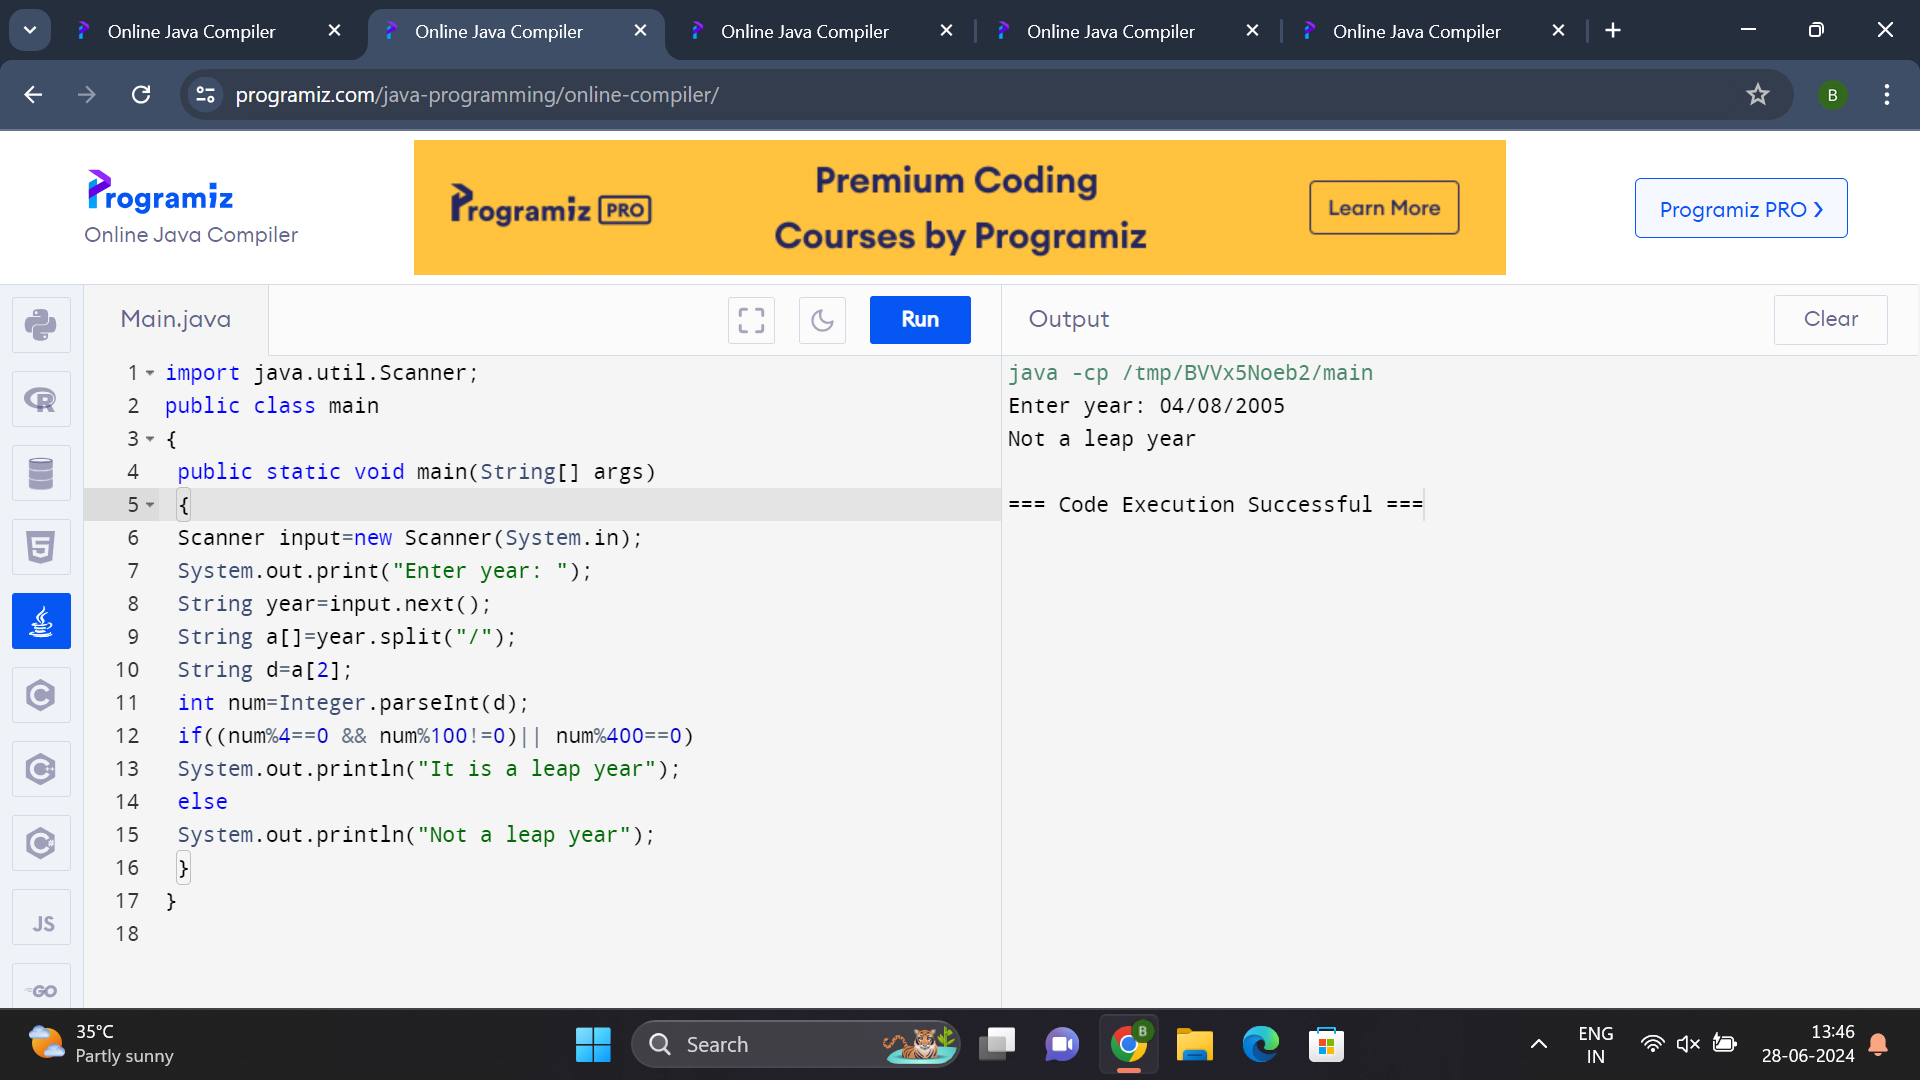 Online Java Compiler
Online Java Compiler
Online Java Compiler
Online Java Compiler
Online Java Compiler
programiz.com/java-programming/online-compiler/
B
Programiz
Online Java Compiler
Programiz PRO
Premium Coding
Courses by Programiz
Learn More
Programiz PRO
Main.java
Run
Output
Clear
1 import java.util.Scanner;
2 public class main
3 {
4 public static void main(String[] args)
5 {
6 Scanner input=new Scanner(System.in);
7 System.out.print("Enter year: ");
8 String year=input.next();
9 String a[]=year.split("/");
10 String d=a[2];
11 int num=Integer.parseInt(d);
12 if((num%4==0 && num%100!=0)|| num%400==0)
13 System.out.println("It is a leap year");
14 else
15 System.out.println("Not a leap year");
16 }
17 }
18
java -cp /tmp/BVVx5Noeb2/main
Enter year: 04/08/2005
Not a leap year
=== Code Execution Successful ===
R
5
C
C++
C#
JS
GO
35°C
Partly sunny
Search
B
ENG
IN
13:46
28-06-2024